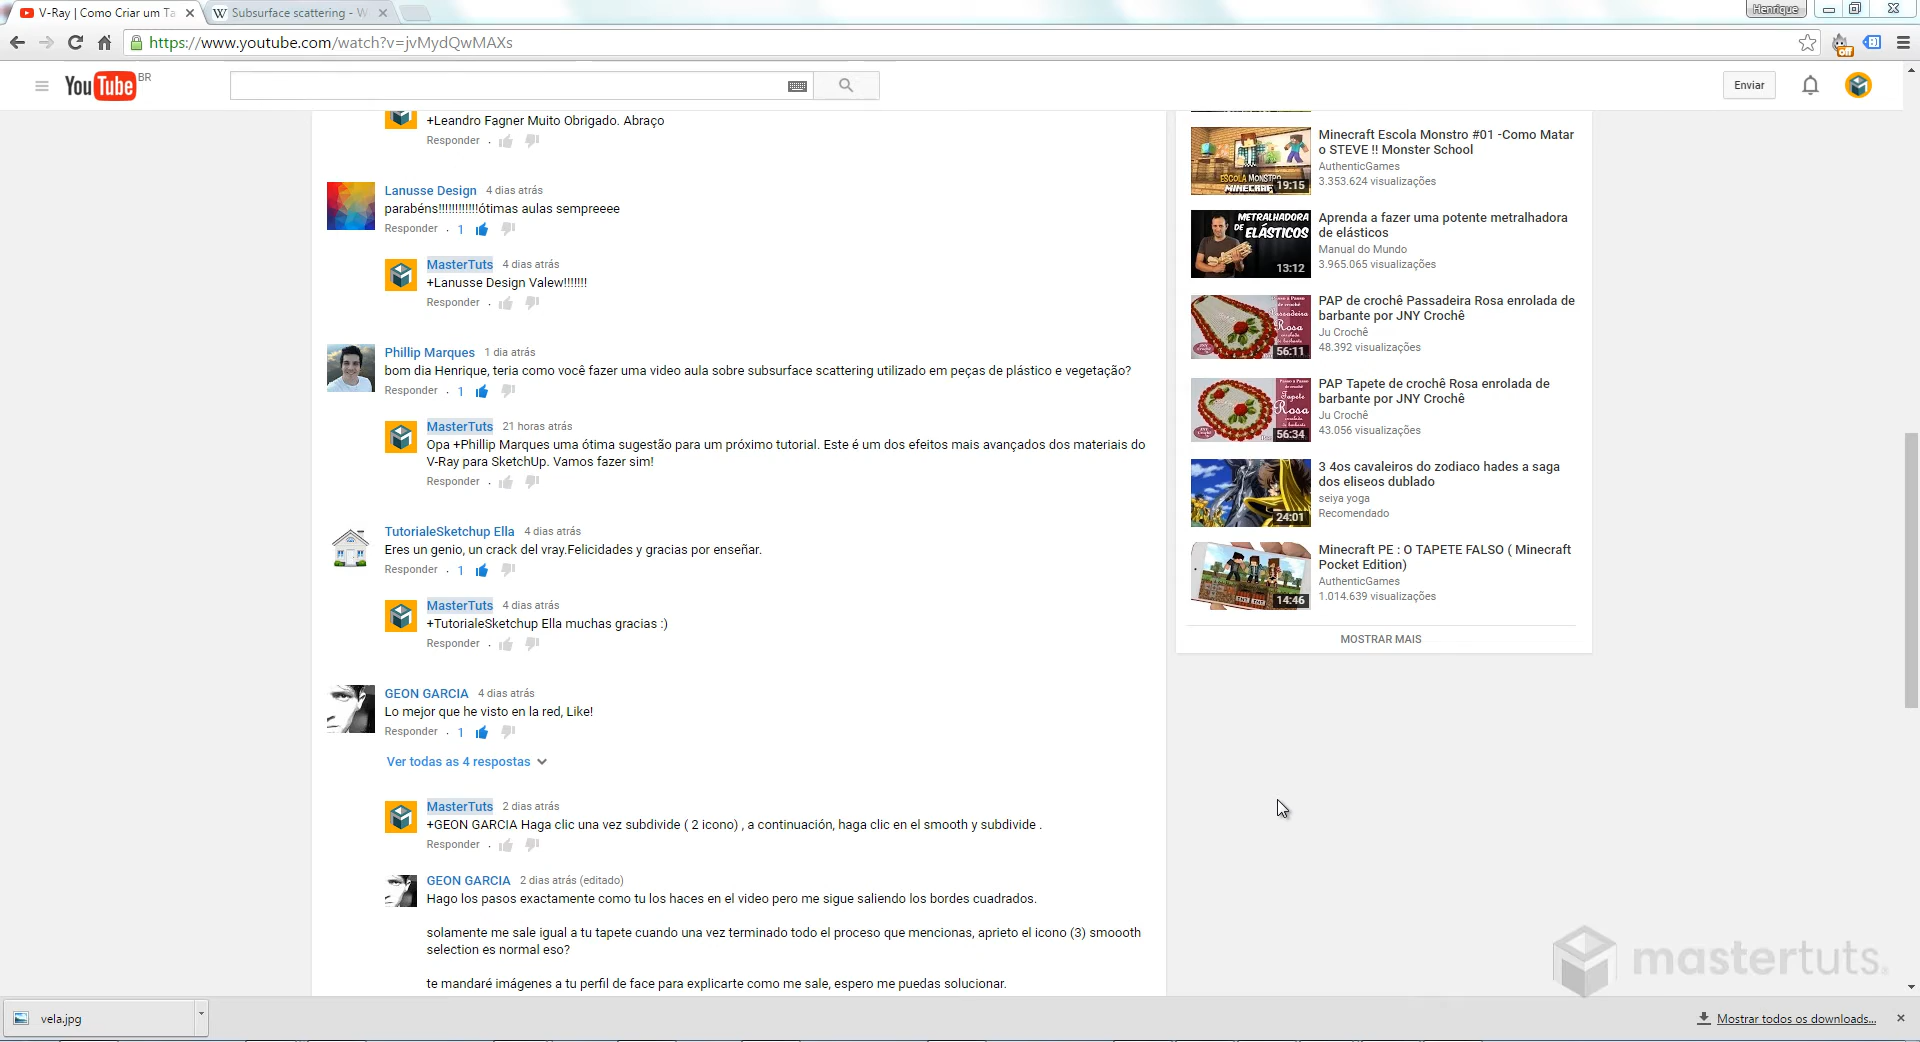 V-Ray | Como Criar um Ta
Subsurface scattering - W
Henrique
https://www.youtube.com/watch?v=jvMydQwMAXs
off
YouTube BR
Enviar
+Leandro Fagner Muito Obrigado. Abraço
Responder .
Lanusse Design 4 dias atrás
parabéns!!!!!!!!!!!!ótimas aulas sempreeee
Responder . 1
MasterTuts 4 dias atrás
+Lanusse Design Valew!!!!!!!
Responder .
Phillip Marques 1 dia atrás
bom dia Henrique, teria como você fazer uma video aula sobre subsurface scattering utilizado em peças de plástico e vegetação?
Responder . 1
MasterTuts 21 horas atrás
Opa +Phillip Marques uma ótima sugestão para um próximo tutorial. Este é um dos efeitos mais avançados dos materiais do
V-Ray para SketchUp. Vamos fazer sim!
Responder .
TutorialeSketchup Ella 4 dias atrás
Eres un genio, un crack del vray.Felicidades y gracias por enseñar.
Responder . 1
MasterTuts 4 dias atrás
+TutorialeSketchup Ella muchas gracias :)
Responder .
GEON GARCIA 4 dias atrás
Lo mejor que he visto en la red, Like!
Responder . 1
Ver todas as 4 respostas
MasterTuts 2 dias atrás
+GEON GARCIA Haga clic una vez subdivide ( 2 icono) , a continuación, haga clic en el smooth y subdivide .
Responder .
GEON GARCIA 2 dias atrás (editado)
Hago los pasos exactamente como tu los haces en el video pero me sigue saliendo los bordes cuadrados.
solamente me sale igual a tu tapete cuando una vez terminado todo el proceso que mencionas, aprieto el icono (3) smoooth
selection es normal eso?
te mandaré imágenes a tu perfil de face para explicarte como me sale, espero me puedas solucionar.
ESCOLA MONSTRO
MINECRAFT
19:15
Minecraft Escola Monstro #01 -Como Matar
o STEVE !! Monster School
AuthenticGames
3.353.624 visualizações
METRALHADORA
DE ELÁSTICOS
13:12
Aprenda a fazer uma potente metralhadora
de elásticos
Manual do Mundo
3.965.065 visualizações
Passo a Passo
de crochê
Passadeira
Rosa
56:11
PAP de crochê Passadeira Rosa enrolada de
barbante por JNY Crochê
Ju Crochê
48.392 visualizações
Passo a Passo
de crochê
Tapete
Rosa
56:34
PAP Tapete de crochê Rosa enrolada de
barbante por JNY Crochê
Ju Crochê
43.056 visualizações
24:01
3 4os cavaleiros do zodiaco hades a saga
dos eliseos dublado
seiya yoga
Recomendado
14:46
Minecraft PE : O TAPETE FALSO ( Minecraft
Pocket Edition)
AuthenticGames
1.014.639 visualizações
MOSTRAR MAIS
mastertuts
vela.jpg
Mostrar todos os downloads...